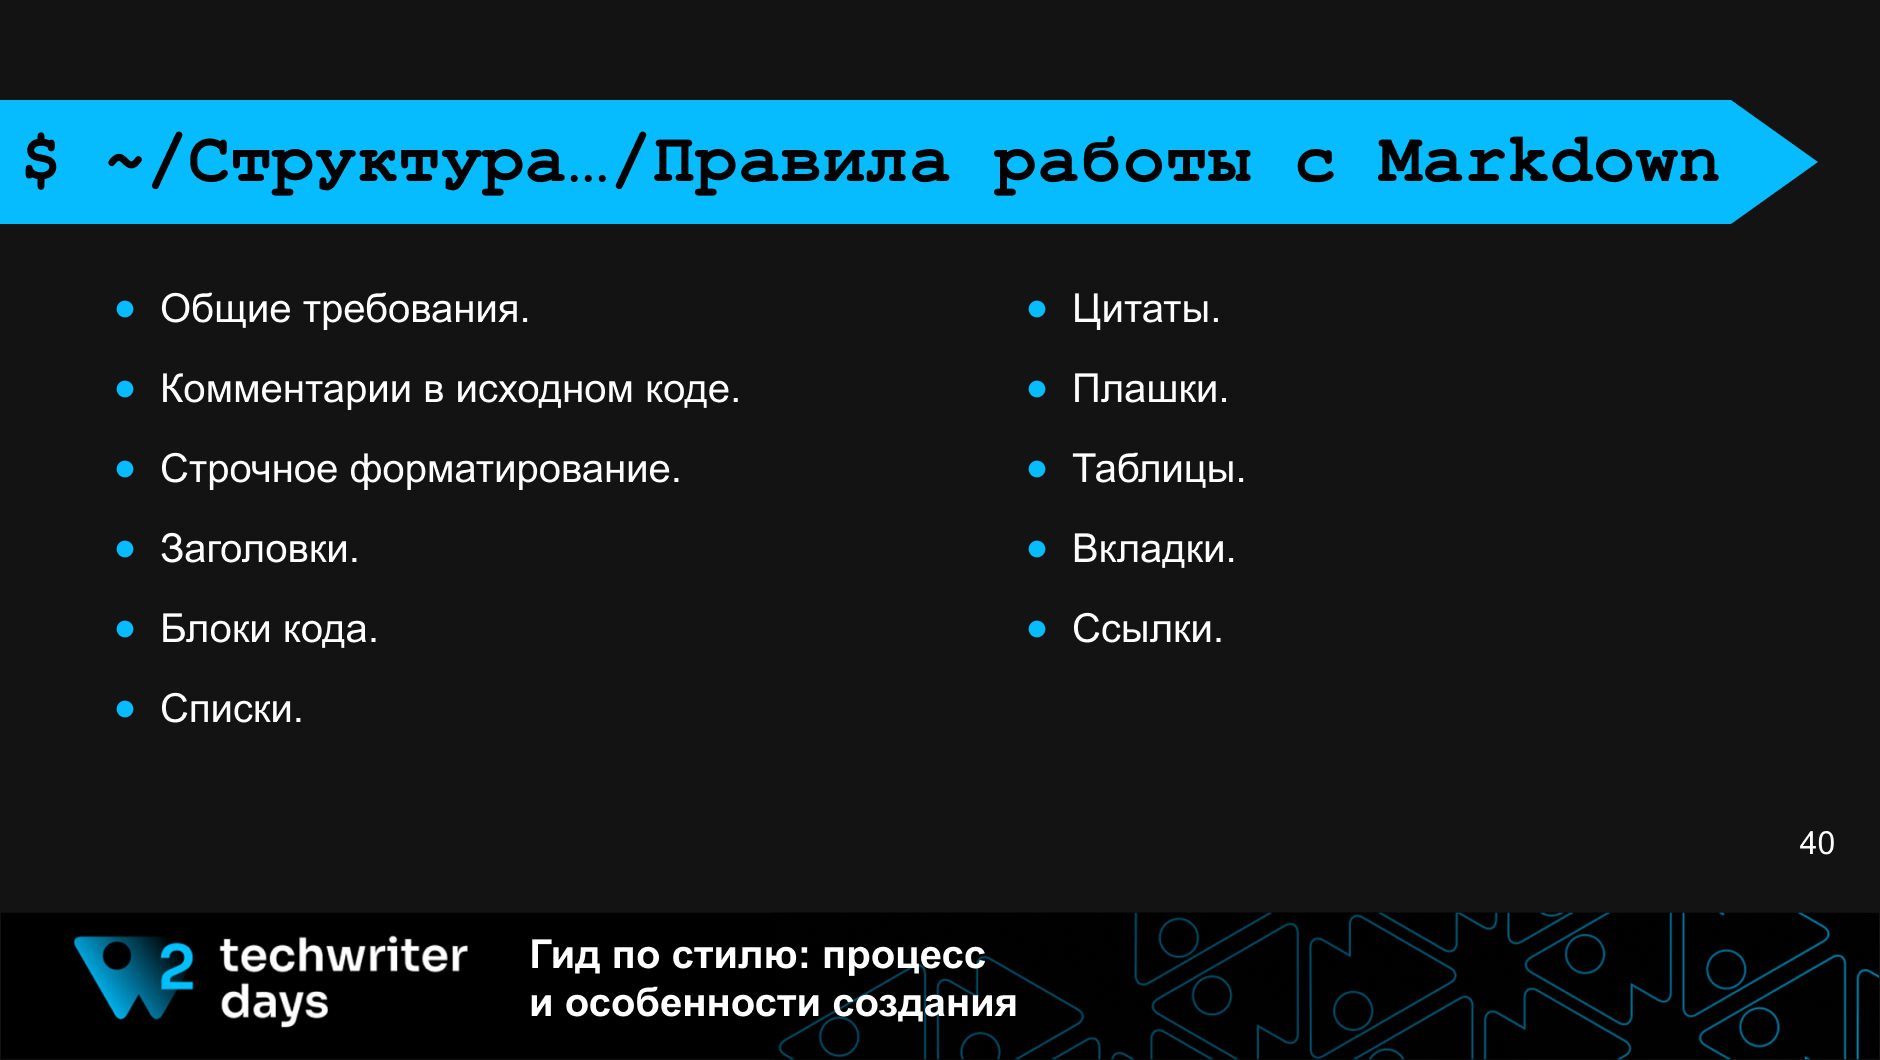 $ ~/Структура…/Правила работы с Markdown
Общие требования.
Комментарии в исходном коде.
Строчное форматирование.
Заголовки.
Блоки кода.
Списки.
Цитаты.
Плашки.
Таблицы.
Вкладки.
Ссылки.
40
2 techwriter
days
Гид по стилю: процесс
и особенности создания